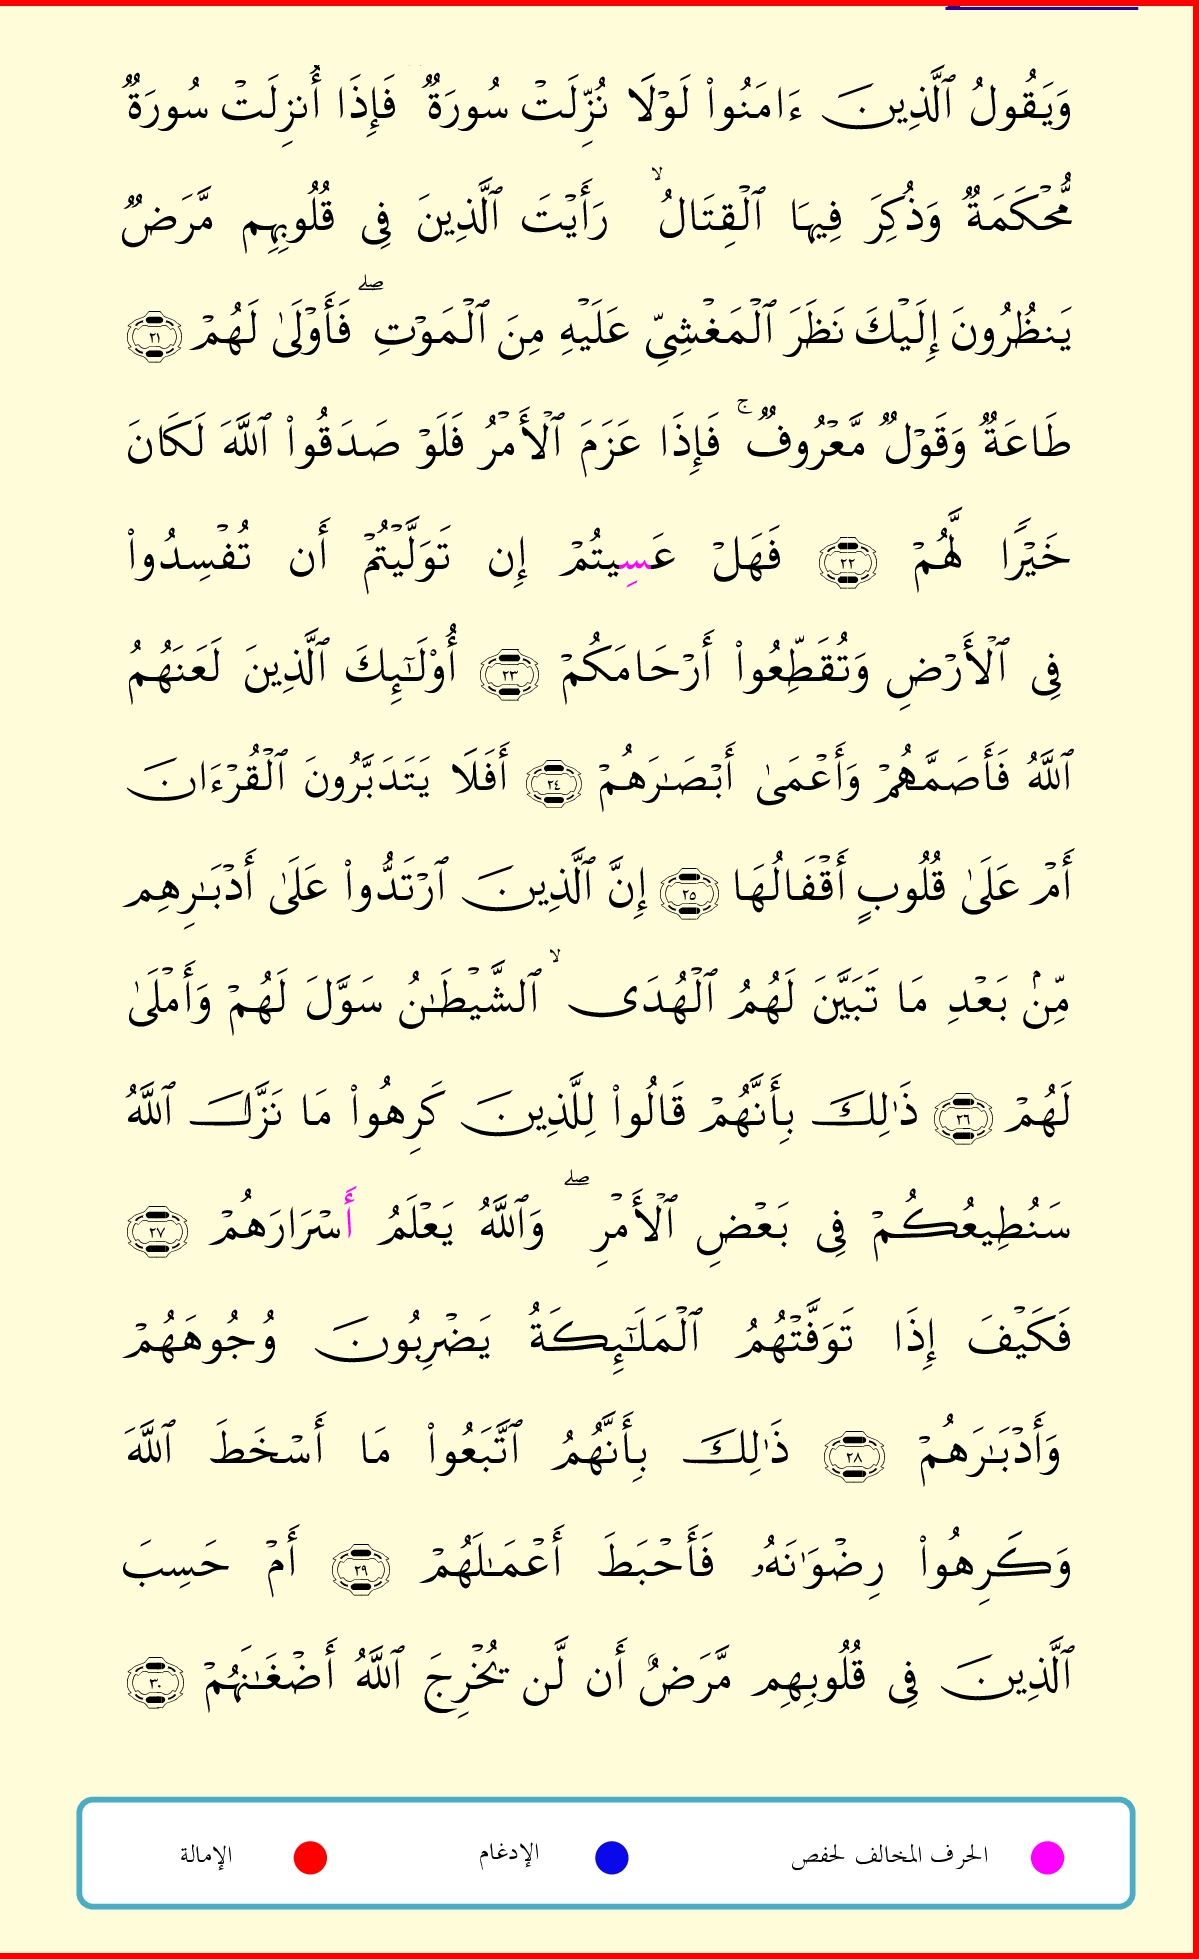 وَيَقُولُ ٱلَّذِينَ ءَامَنُوا۟ لَوْلَا نُزِّلَتْ سُورَةٌ فَإِذَا أُنزِلَتْ سُورَةٌ
مُّحْكَمَةٌ وَذُكِرَ فِيهَا ٱلْقِتَالُ ۙ رَأَيْتَ ٱلَّذِينَ فِى قُلُوبِهِم مَّرَضٌ
يَنظُرُونَ إِلَيْكَ نَظَرَ ٱلْمَغْشِىِّ عَلَيْهِ مِنَ ٱلْمَوْتِ ۖ فَأَوْلَىٰ لَهُمْ ٢١
طَاعَةٌ وَقَوْلٌ مَّعْرُوفٌ ۚ فَإِذَا عَزَمَ ٱلْأَمْرُ فَلَوْ صَدَقُوا۟ ٱللَّهَ لَكَانَ
خَيْرًا لَّهُمْ ٢٢ فَهَلْ عَسِيتُمْ إِن تَوَلَّيْتُمْ أَن تُفْسِدُوا۟
فِى ٱلْأَرْضِ وَتُقَطِّعُوا۟ أَرْحَامَكُمْ ٢٣ أُو۟لَـٰٓئِكَ ٱلَّذِينَ لَعَنَهُمُ
ٱللَّهُ فَأَصَمَّهُمْ وَأَعْمَىٰ أَبْصَـٰرَهُمْ ٢٤ أَفَلَا يَتَدَبَّرُونَ ٱلْقُرْءَانَ
أَمْ عَلَىٰ قُلُوبٍ أَقْفَالُهَا ٢٥ إِنَّ ٱلَّذِينَ ٱرْتَدُّوا۟ عَلَىٰ أَدْبَـٰرِهِم
مِّنۢ بَعْدِ مَا تَبَيَّنَ لَهُمُ ٱلْهُدَى ۙ ٱلشَّيْطَـٰنُ سَوَّلَ لَهُمْ وَأَمْلَىٰ
لَهُمْ ٢٦ ذَٰلِكَ بِأَنَّهُمْ قَالُوا۟ لِلَّذِينَ كَرِهُوا۟ مَا نَزَّلَ ٱللَّهُ
سَنُطِيعُكُمْ فِى بَعْضِ ٱلْأَمْرِ ۖ وَٱللَّهُ يَعْلَمُ أَسْرَارَهُمْ ٢٧
فَكَيْفَ إِذَا تَوَفَّتْهُمُ ٱلْمَلَـٰٓئِكَةُ يَضْرِبُونَ وُجُوهَهُمْ
وَأَدْبَـٰرَهُمْ ٢٨ ذَٰلِكَ بِأَنَّهُمُ ٱتَّبَعُوا۟ مَا أَسْخَطَ ٱللَّهَ
وَكَرِهُوا۟ رِضْوَٰنَهُۥ فَأَحْبَطَ أَعْمَـٰلَهُمْ ٢٩ أَمْ حَسِبَ
ٱلَّذِينَ فِى قُلُوبِهِم مَّرَضٌ أَن لَّن يُخْرِجَ ٱللَّهُ أَضْغَـٰنَهُمْ ٣٠
الحرف المخالف لحفص الإدغام الإمالة